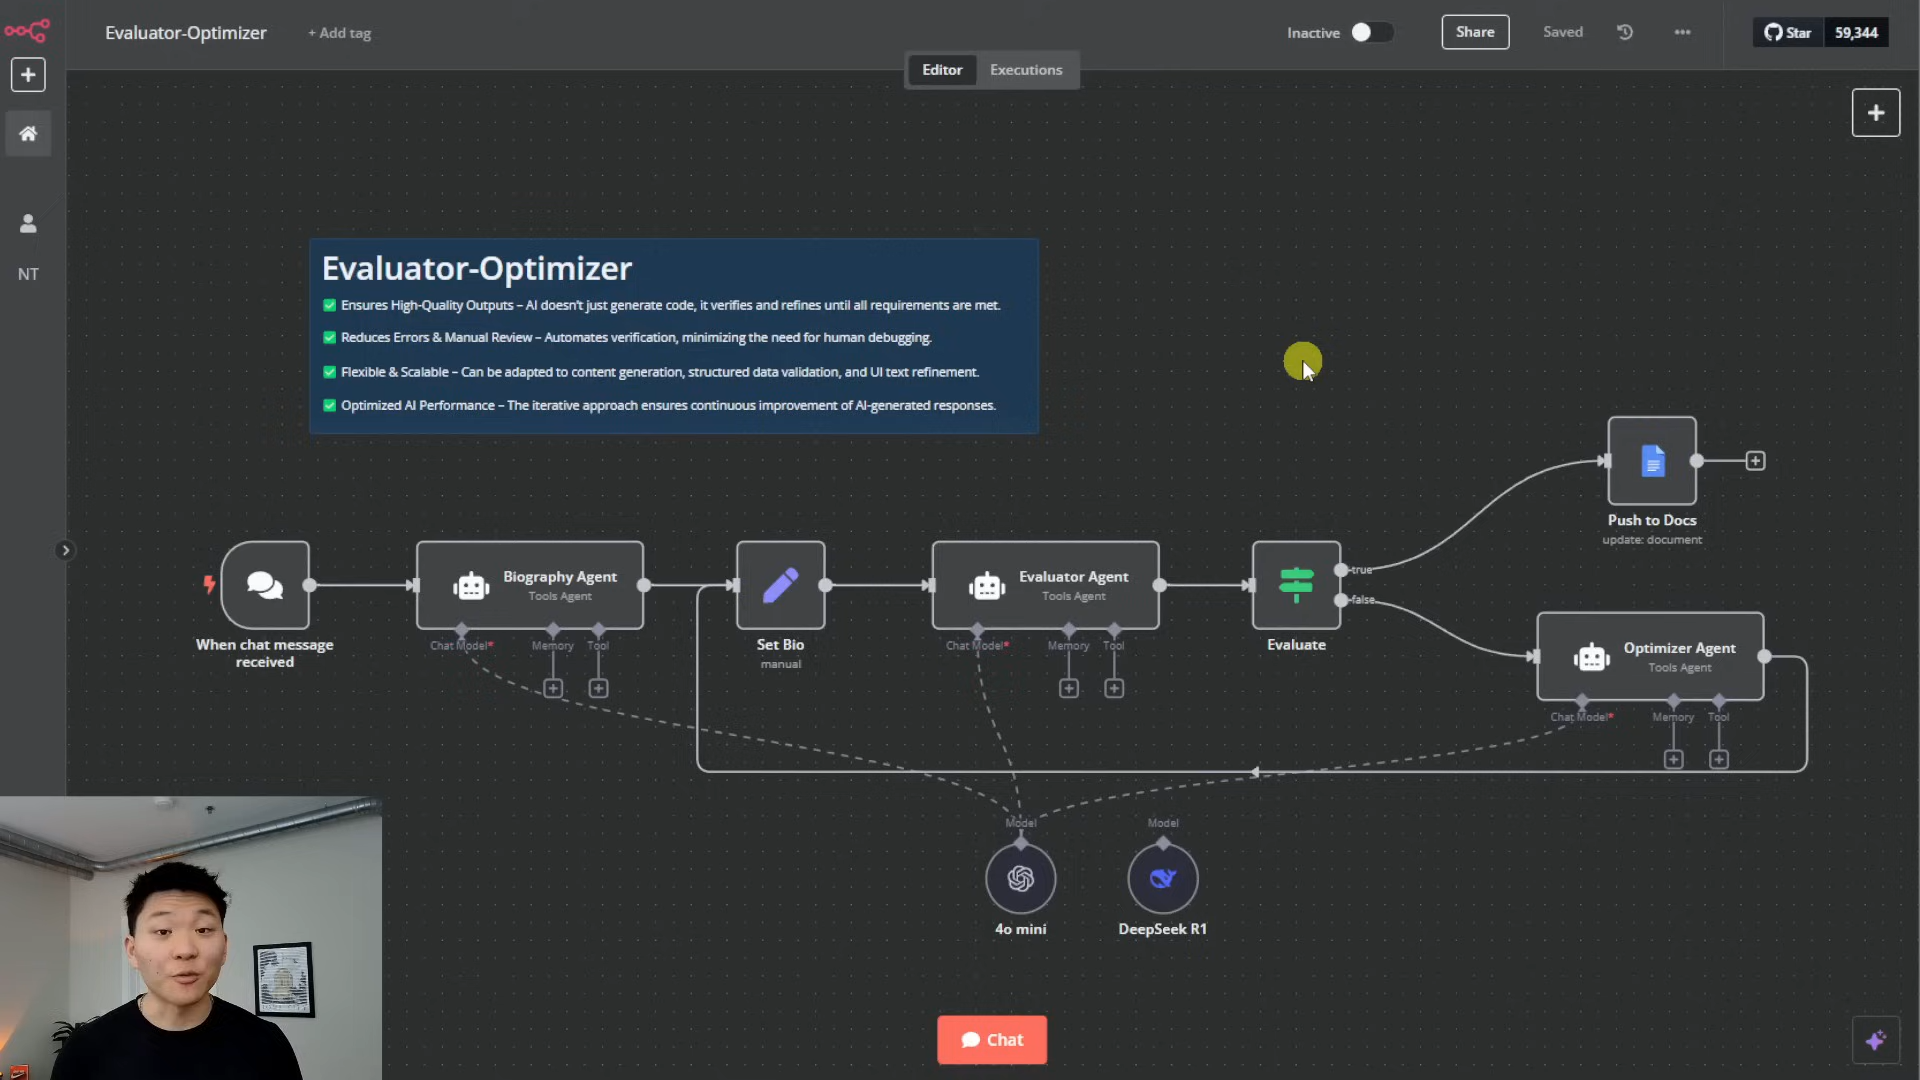 Evaluator-Optimizer
+ Add tag
Inactive
Share
Saved
Star
59,344
Editor
Executions
NT
Evaluator-Optimizer
✅ Ensures High-Quality Outputs – AI doesn't just generate code, it verifies and refines until all requirements are met.
✅ Reduces Errors & Manual Review – Automates verification, minimizing the need for human debugging.
✅ Flexible & Scalable – Can be adapted to content generation, structured data validation, and UI text refinement.
✅ Optimized AI Performance – The iterative approach ensures continuous improvement of AI-generated responses.
Push to Docs
update: document
When chat message
received
Biography Agent
Tools Agent
Chat Model*
Memory
Tool
Set Bio
manual
Evaluator Agent
Tools Agent
Chat Model*
Memory
Tool
true
false
Evaluate
Optimizer Agent
Tools Agent
Chat Model*
Memory
Tool
Model
4o mini
Model
DeepSeek R1
Chat